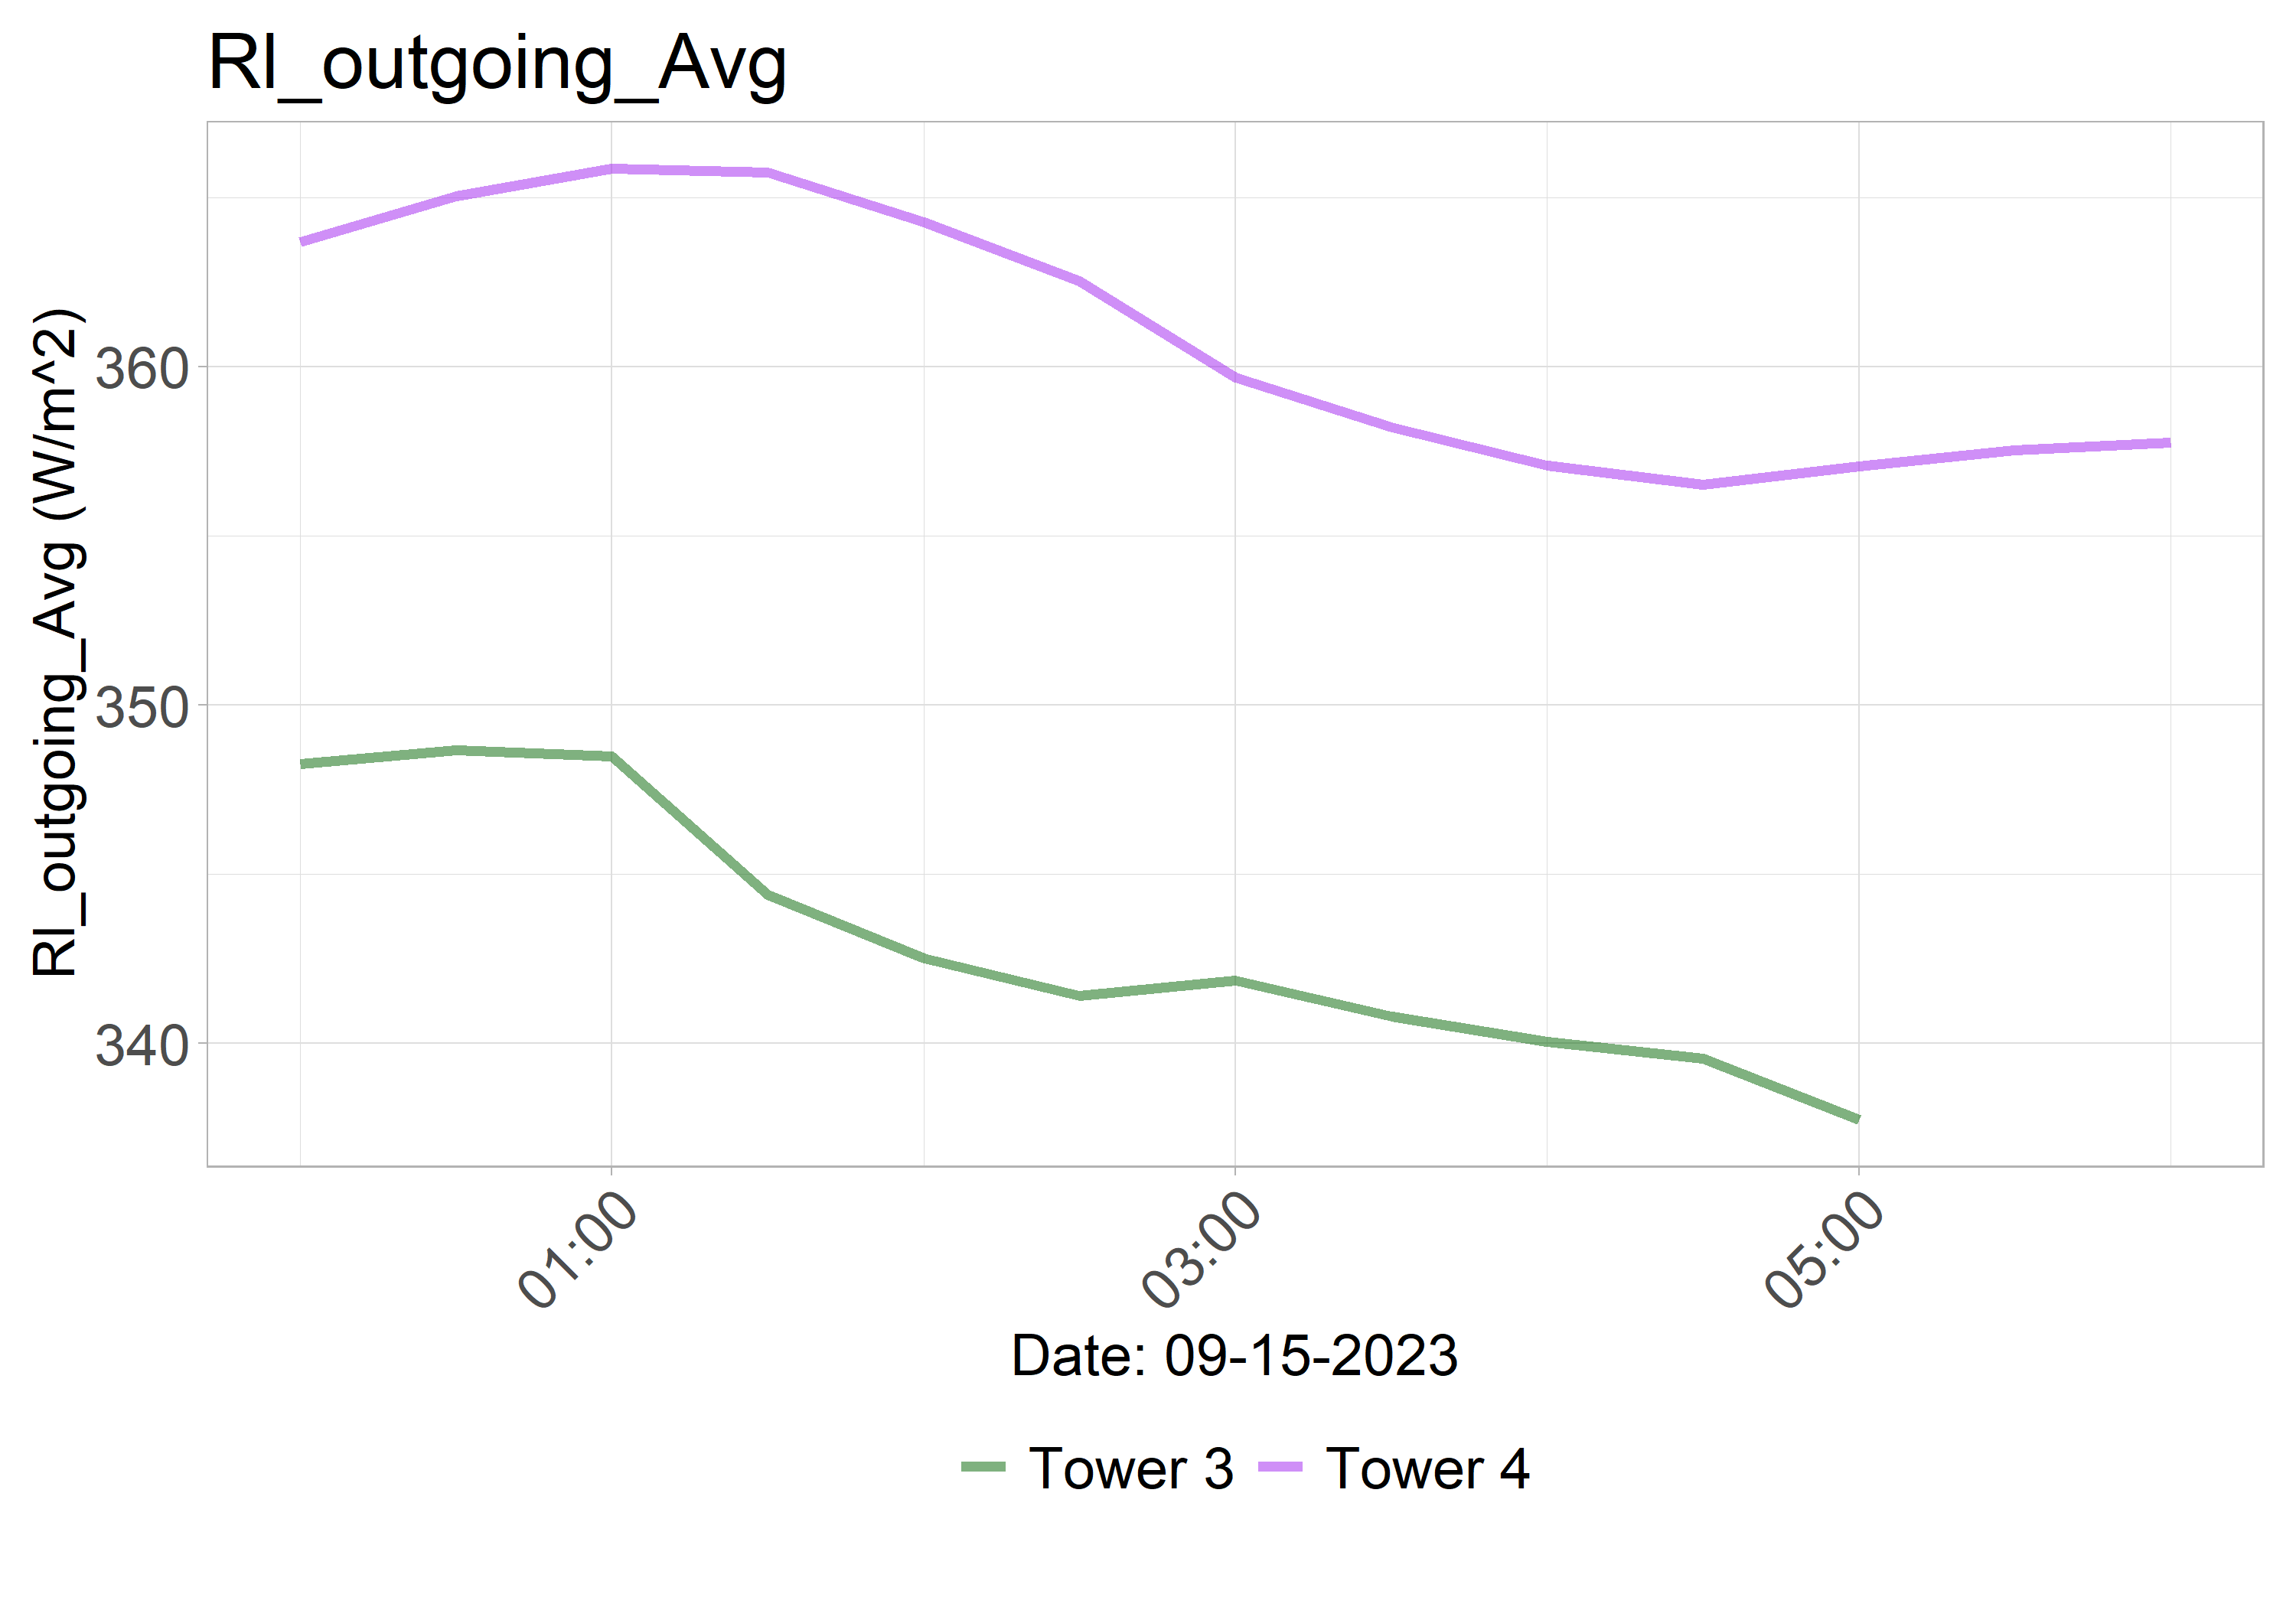 Rl_outgoing_Avg
Rl_outgoing_Avg (W/m^2)
360
350
340
01:00
03:00
05:00
Date: 09-15-2023
Tower 3
Tower 4